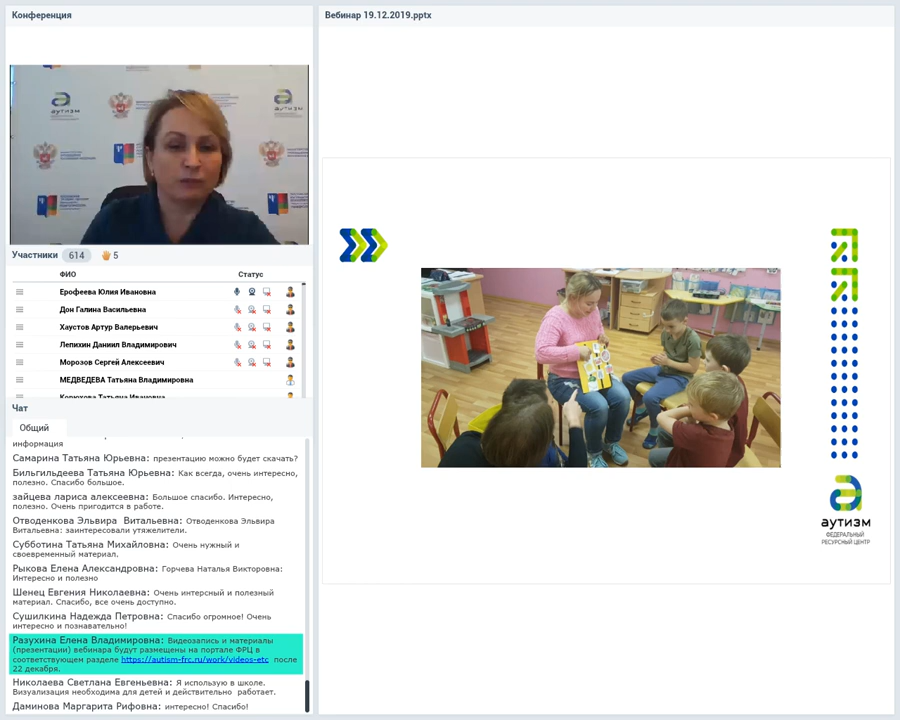 Конференция
аутизм
аутизм
Участники 614 5
ФИО Статус
Ерофеева Юлия Ивановна
Дон Галина Васильевна
Хаустов Артур Валерьевич
Лепихин Даниил Владимирович
Морозов Сергей Алексеевич
МЕДВЕДЕВА Татьяна Владимировна
Корюхова Татьяна Ивановна
Чат
Общий
информация
Самарина Татьяна Юрьевна: презентацию можно будет скачать?
Бильгильдеева Татьяна Юрьевна: Как всегда, очень интересно,
полезно. Спасибо большое.
зайцева лариса алексеевна: Большое спасибо. Интересно,
полезно. Очень пригодится в работе.
Отводенкова Эльвира Витальевна: Отводенкова Эльвира
Витальевна: заинтересовали утяжелители.
Субботина Татьяна Михайловна: Очень нужный и
своевременный материал.
Рыкова Елена Александровна: Горчева Наталья Викторовна:
Интересно и полезно
Шенец Евгения Николаевна: Очень интерсный и полезный
материал. Спасибо, все очень доступно.
Сушилкина Надежда Петровна: Спасибо огромное! Очень
интересно и познавательно!
Разухина Елена Владимировна: Видеозапись и материалы
(презентации) вебинара будут размещены на портале ФРЦ в
соответствующем разделе https://autism-frc.ru/work/videos-etc после
22 декабря.
Николаева Светлана Евгеньевна: Я использую в школе.
Визуализация необходима для детей и действительно работает.
Даминова Маргарита Рифовна: интересно! Спасибо!
Вебинар 19.12.2019.pptx
аутизм
ФЕДЕРАЛЬНЫЙ
РЕСУРСНЫЙ ЦЕНТР